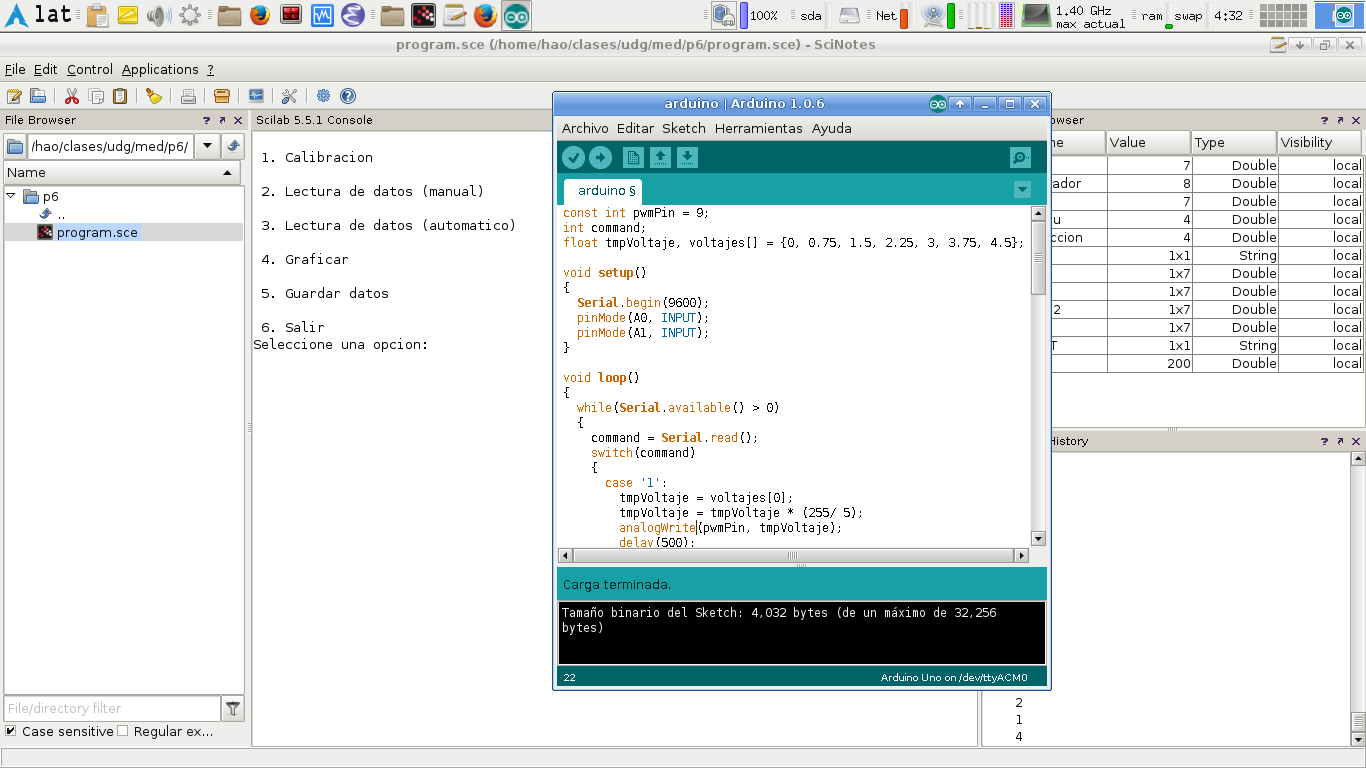 lat
100%
sda
Net
1.40 GHz
max actual
ram
swap
4:32
program.sce (/home/hao/clases/udg/med/p6/program.sce) - SciNotes
File Edit Control Applications ?
File Browser
/hao/clases/udg/med/p6/
Name
p6
..
program.sce
File/directory filter
Case sensitive
Regular ex...
Scilab 5.5.1 Console
1. Calibracion
2. Lectura de datos (manual)
3. Lectura de datos (automatico)
4. Graficar
5. Guardar datos
6. Salir
Seleccione una opcion:
arduino | Arduino 1.0.6
Archivo Editar Sketch Herramientas Ayuda
arduino §
const int pwmPin = 9;
int command;
float tmpVoltaje, voltajes[] = {0, 0.75, 1.5, 2.25, 3, 3.75, 4.5};
void setup()
{
Serial.begin(9600);
pinMode(A0, INPUT);
pinMode(A1, INPUT);
}
void loop()
{
while(Serial.available() > 0)
{
command = Serial.read();
switch(command)
{
case '1':
tmpVoltaje = voltajes[0];
tmpVoltaje = tmpVoltaje * (255/ 5);
analogWrite(pwmPin, tmpVoltaje);
delay(500);
Carga terminada.
Tamaño binario del Sketch: 4,032 bytes (de un máximo de 32,256
bytes)
22
Arduino Uno on /dev/ttyACM0
owser
me Value Type Visibility
7 Double local
ador 8 Double local
7 Double local
u 4 Double local
ccion 4 Double local
1x1 String local
1x7 Double local
1x7 Double local
2 1x7 Double local
1x7 Double local
T 1x1 String local
200 Double local
History
2
1
4